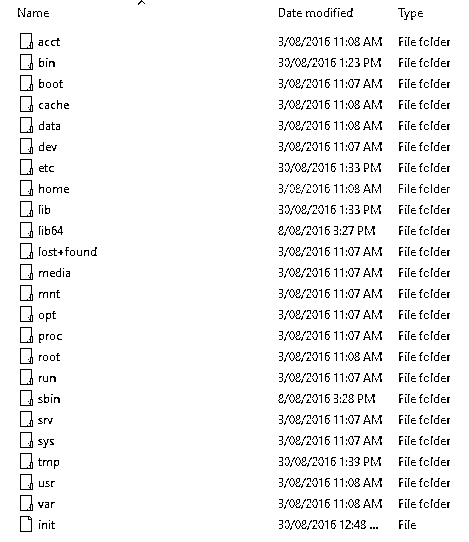 Name Date modified Type
acct 3/08/2016 11:08 AM File folder
bin 30/08/2016 1:23 PM File folder
boot 3/08/2016 11:07 AM File folder
cache 3/08/2016 11:08 AM File folder
data 3/08/2016 11:08 AM File folder
dev 3/08/2016 11:07 AM File folder
etc 30/08/2016 1:33 PM File folder
home 3/08/2016 11:08 AM File folder
lib 30/08/2016 1:33 PM File folder
lib64 8/08/2016 3:27 PM File folder
lost+found 3/08/2016 11:07 AM File folder
media 3/08/2016 11:07 AM File folder
mnt 3/08/2016 11:07 AM File folder
opt 3/08/2016 11:07 AM File folder
proc 3/08/2016 11:07 AM File folder
root 3/08/2016 11:08 AM File folder
run 3/08/2016 11:07 AM File folder
sbin 8/08/2016 3:28 PM File folder
srv 3/08/2016 11:07 AM File folder
sys 3/08/2016 11:07 AM File folder
tmp 30/08/2016 1:39 PM File folder
usr 3/08/2016 11:08 AM File folder
var 3/08/2016 11:08 AM File folder
init 30/08/2016 12:48 ... File